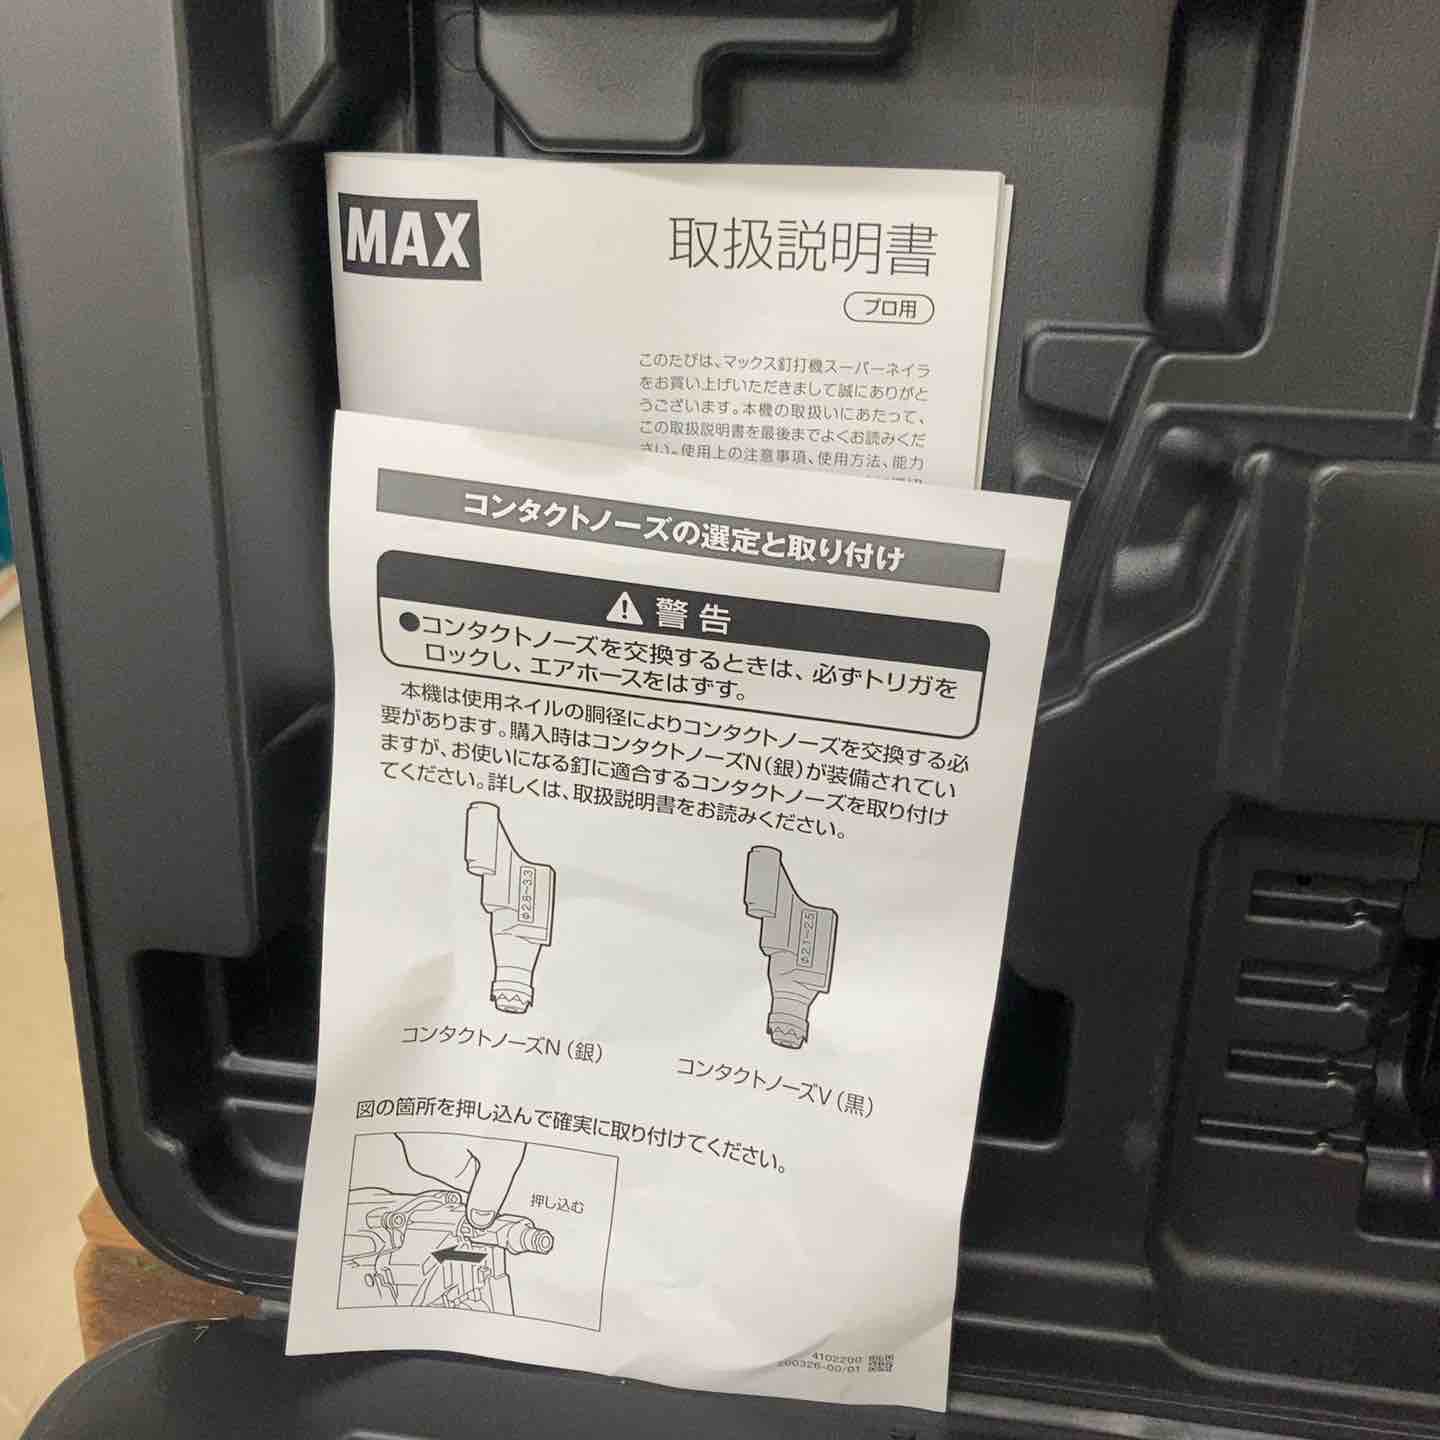 MAX
取扱説明書
プロ用
このたびは、マックス釘打機スーパーネイラ
をお買い上げいただきまして誠にありがと
うございます。本機の取扱いにあたって、
この取扱説明書を最後までよくお読みくだ
さい。使用上の注意事項、使用方法、能力
コンタクトノーズの選定と取り付け
警告
●コンタクトノーズを交換するときは、必ずトリガを
ロックし、エアホースをはずす。
本機は使用ネイルの胴径によりコンタクトノーズを交換する必
要があります。購入時はコンタクトノーズN(銀)が装備されてい
ますが、お使いになる釘に適合するコンタクトノーズを取り付け
てください。詳しくは、取扱説明書をお読みください。
φ2.8-3.3
φ2.1-2.5
コンタクトノーズN(銀)
コンタクトノーズV(黒)
図の箇所を押し込んで確実に取り付けてください。
押し込む
4102200
200326-00/01